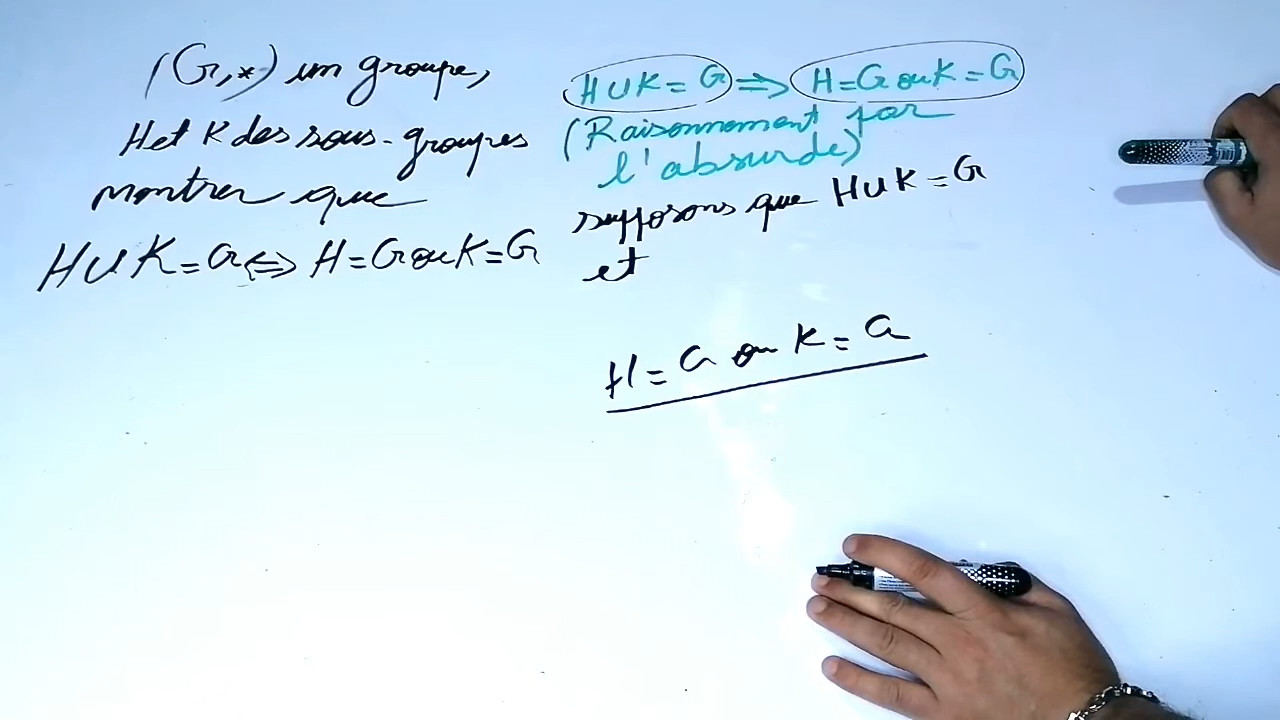 (G,*) un groupe,
H et K des sous-groupes
montrer que
H∪K=G⇔H=G ou K=G
H∪K=G⇒H=G ou K=G
(Raisonnement par
l'absurde)
supposons que H∪K=G
et
H=G ou K=G